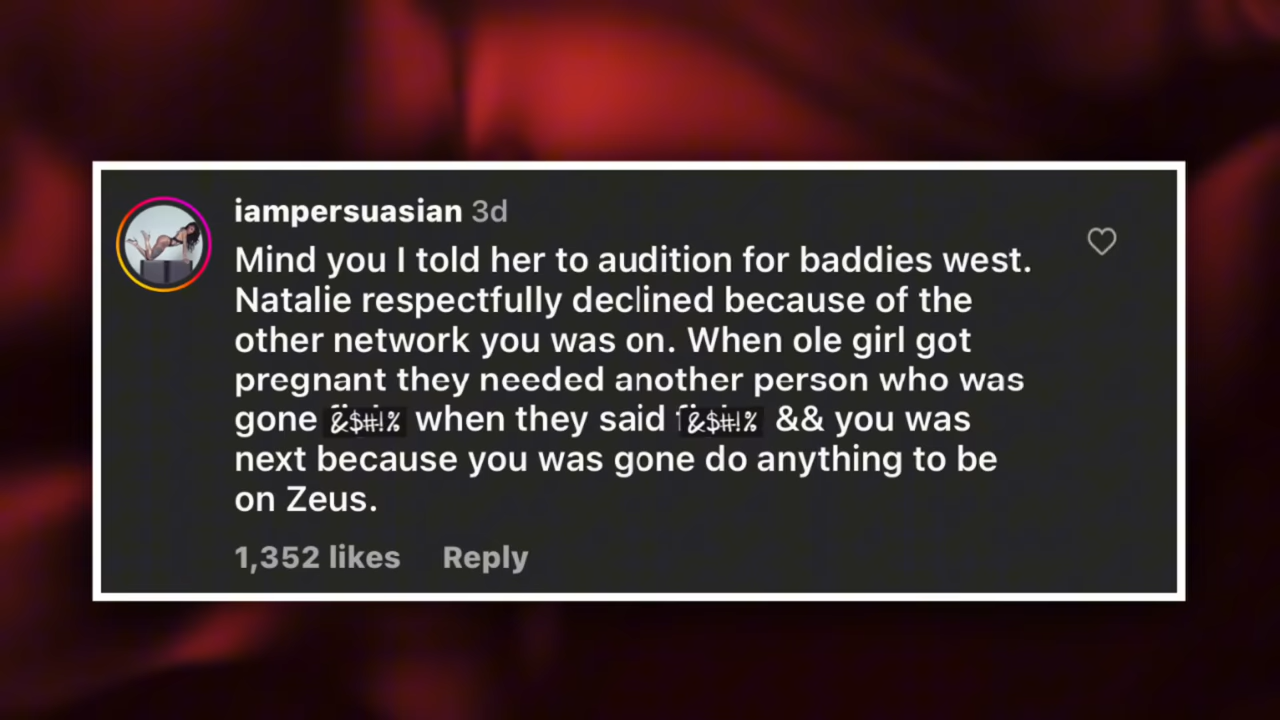 iampersuasian 3d
Mind you I told her to audition for baddies west.
Natalie respectfully declined because of the
other network you was on. When ole girl got
pregnant they needed another person who was
gone &$#!% when they said &$#!% && you was
next because you was gone do anything to be
on Zeus.
1,352 likes Reply